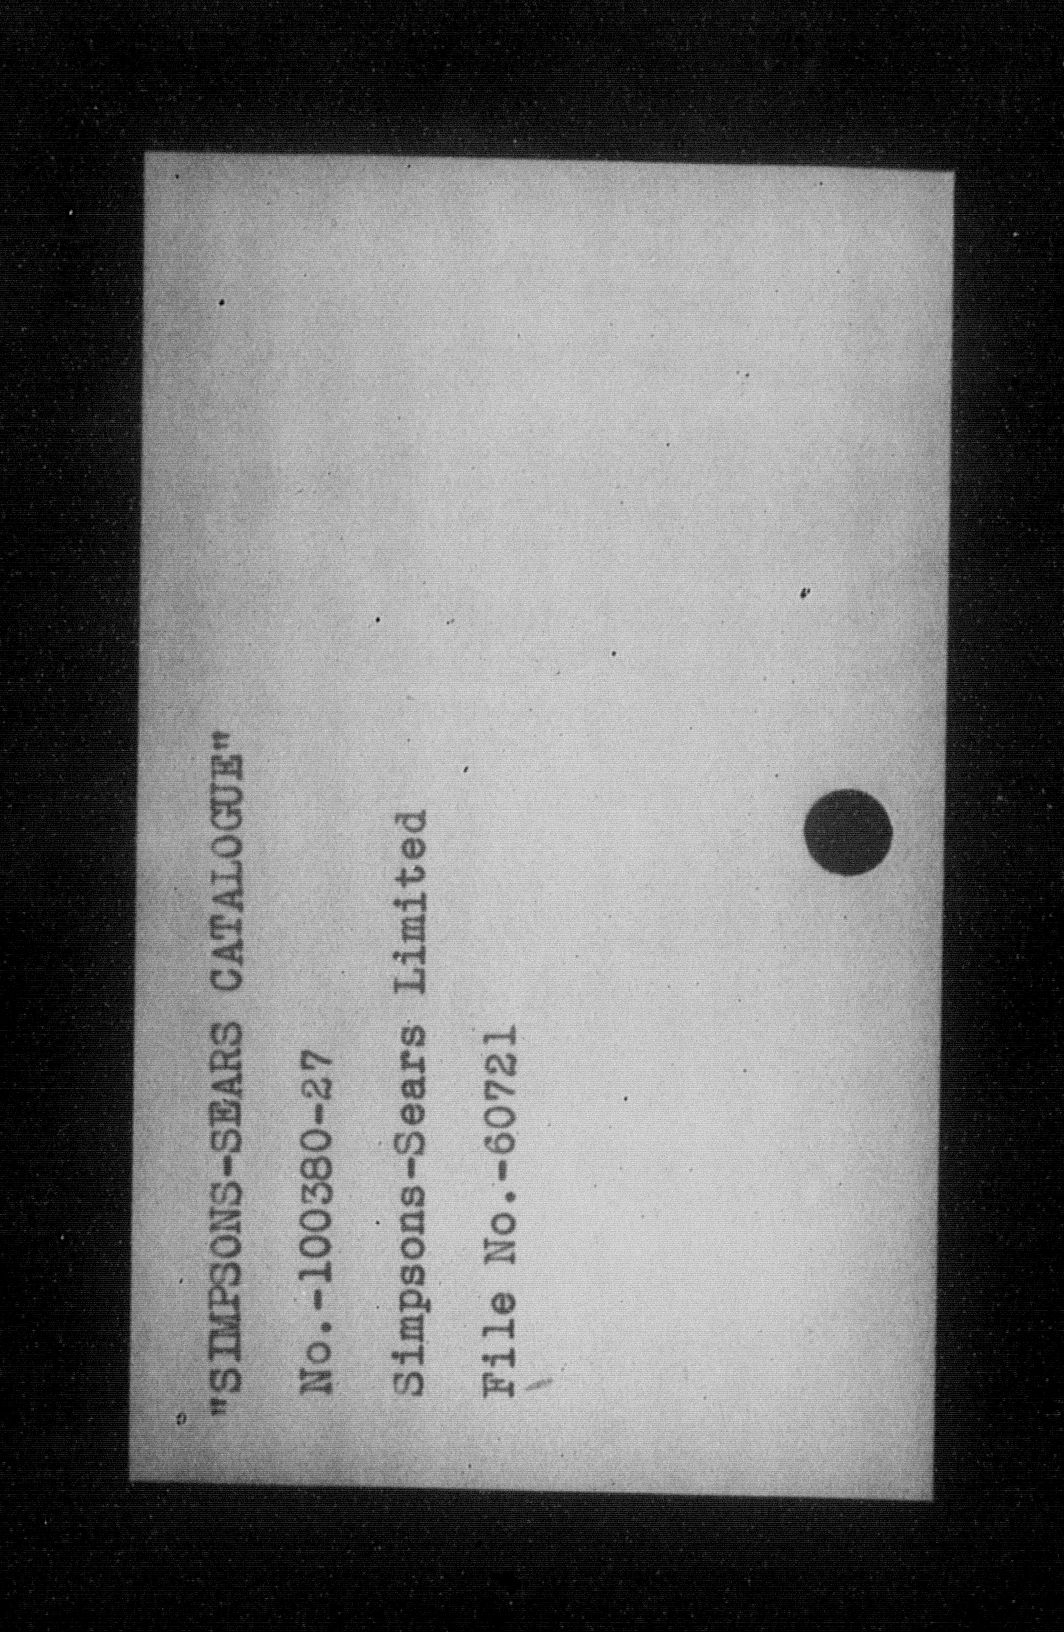 "SIMPSONS-SEARS CATALOGUE"
No.-100380-27
Simpsons-Sears Limited
File No.-60721